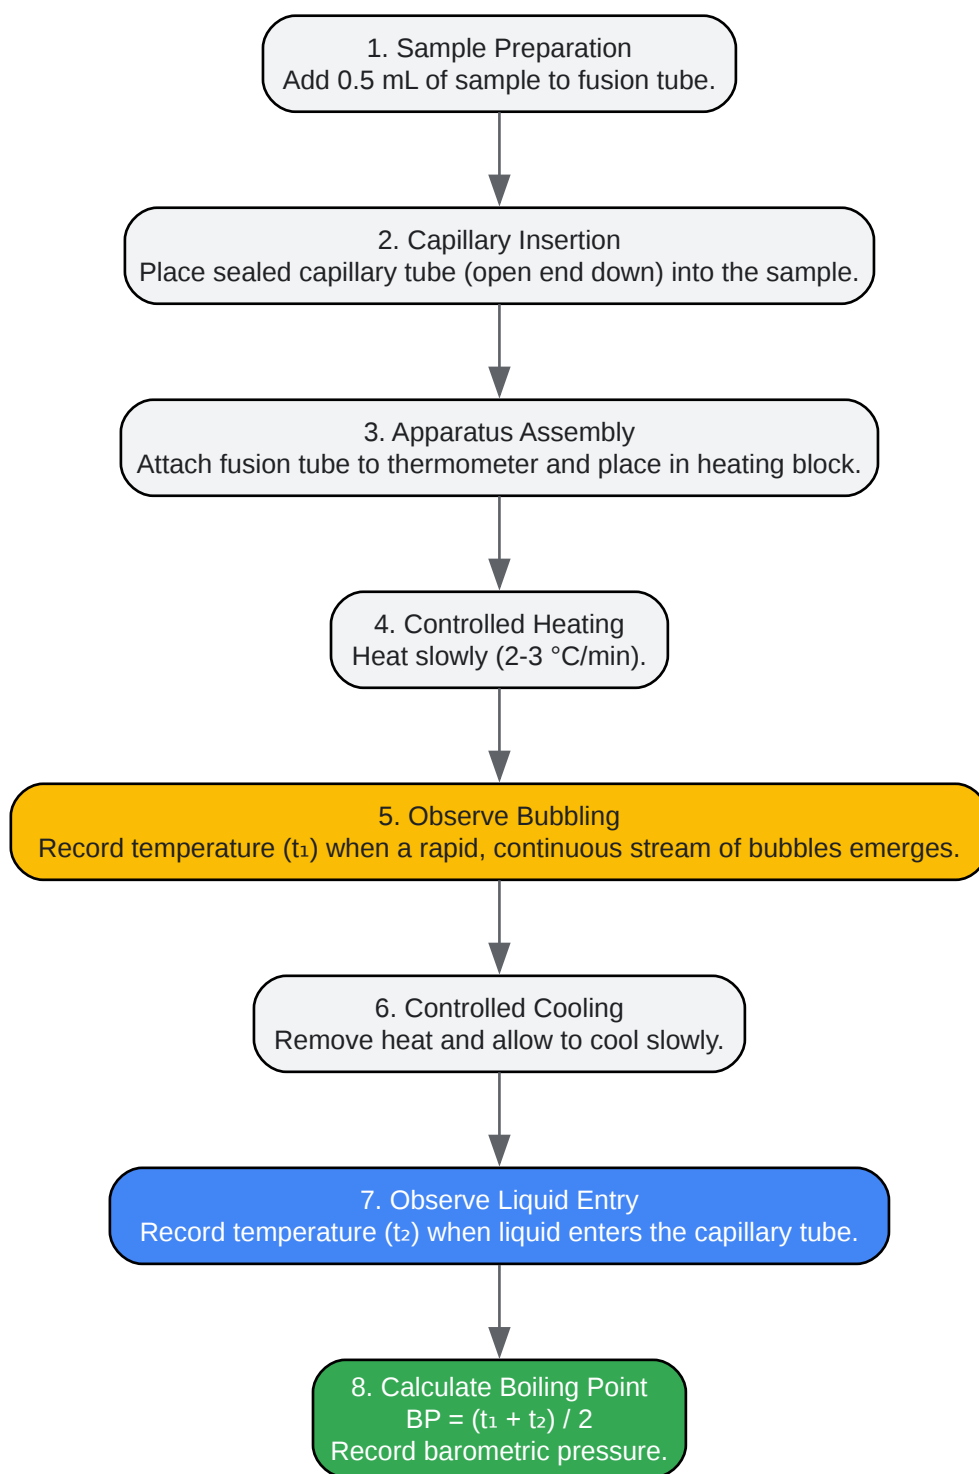 1. Sample Preparation
Add 0.5 mL of sample to fusion tube.
2. Capillary Insertion
Place sealed capillary tube (open end down) into the sample.
3. Apparatus Assembly
Attach fusion tube to thermometer and place in heating block.
4. Controlled Heating
Heat slowly (2-3 °C/min).
5. Observe Bubbling
Record temperature (t₁) when a rapid, continuous stream of bubbles emerges.
6. Controlled Cooling
Remove heat and allow to cool slowly.
7. Observe Liquid Entry
Record temperature (t₂) when liquid enters the capillary tube.
8. Calculate Boiling Point
BP = (t₁ + t₂) / 2
Record barometric pressure.